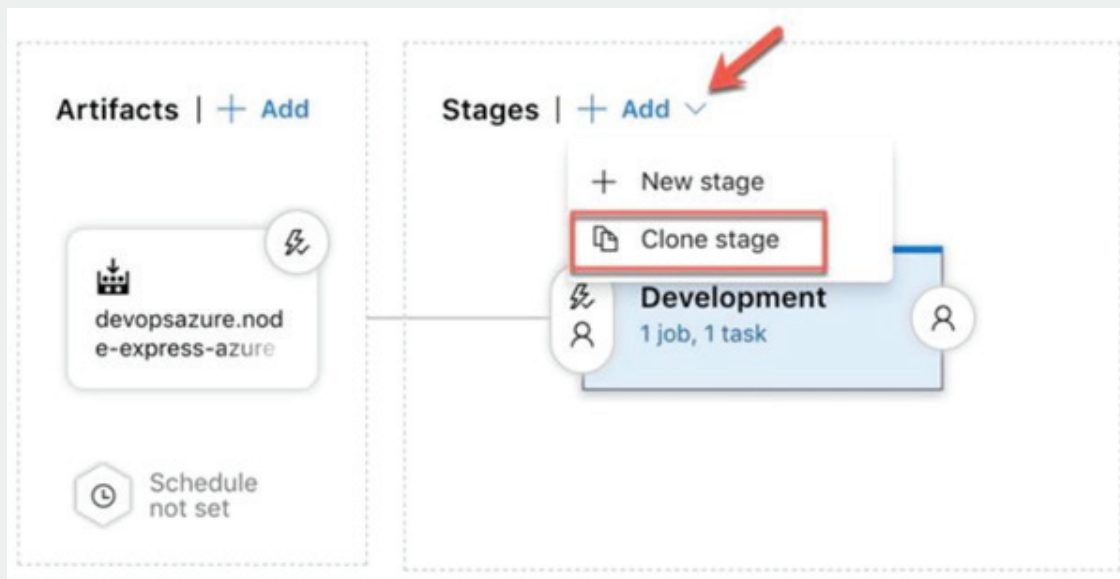 Artifacts | + Add
Stages | + Add
+ New stage
Clone stage
devopsazure.nod
e-express-azure
Development
1 job, 1 task
Schedule
not set